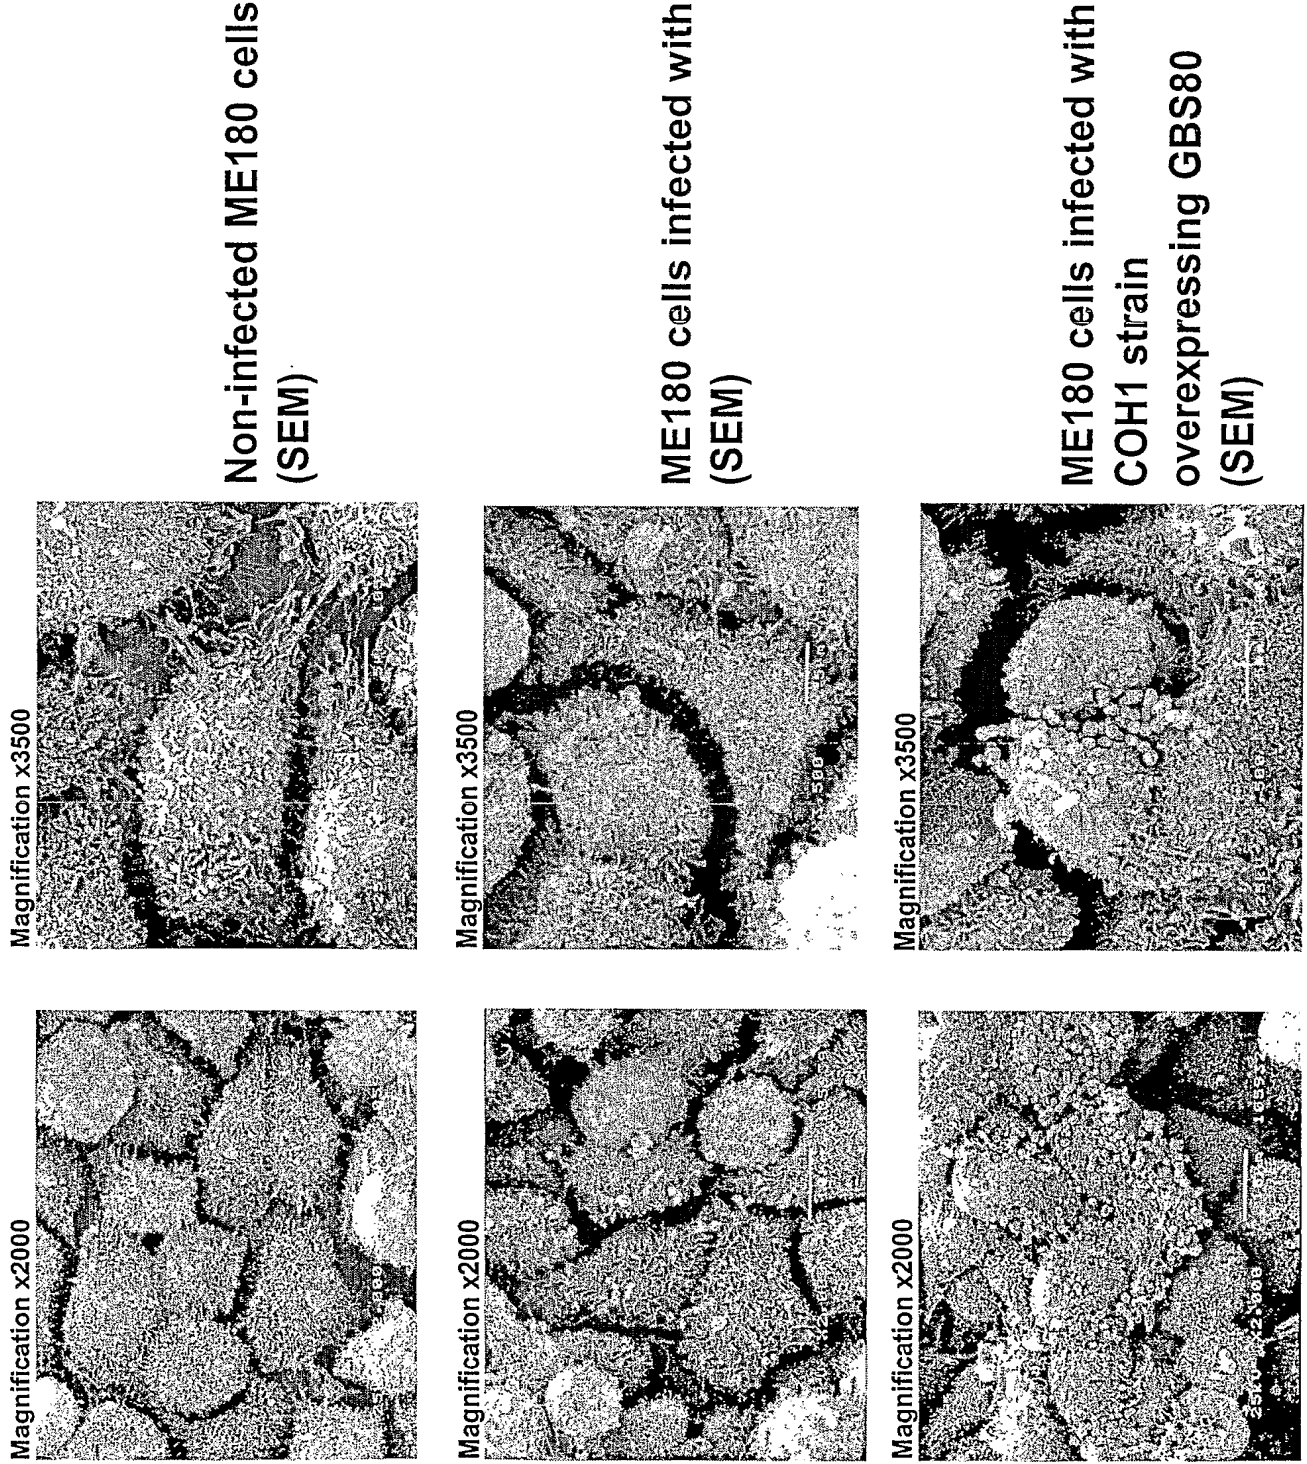 Magnification x2000
Magnification x3500
Non-infected ME180 cells
(SEM)
Magnification x2000
Magnification x3500
ME180 cells infected with
(SEM)
Magnification x2000
Magnification x3500
ME180 cells infected with
COH1 strain
overexpressing GBS80
(SEM)